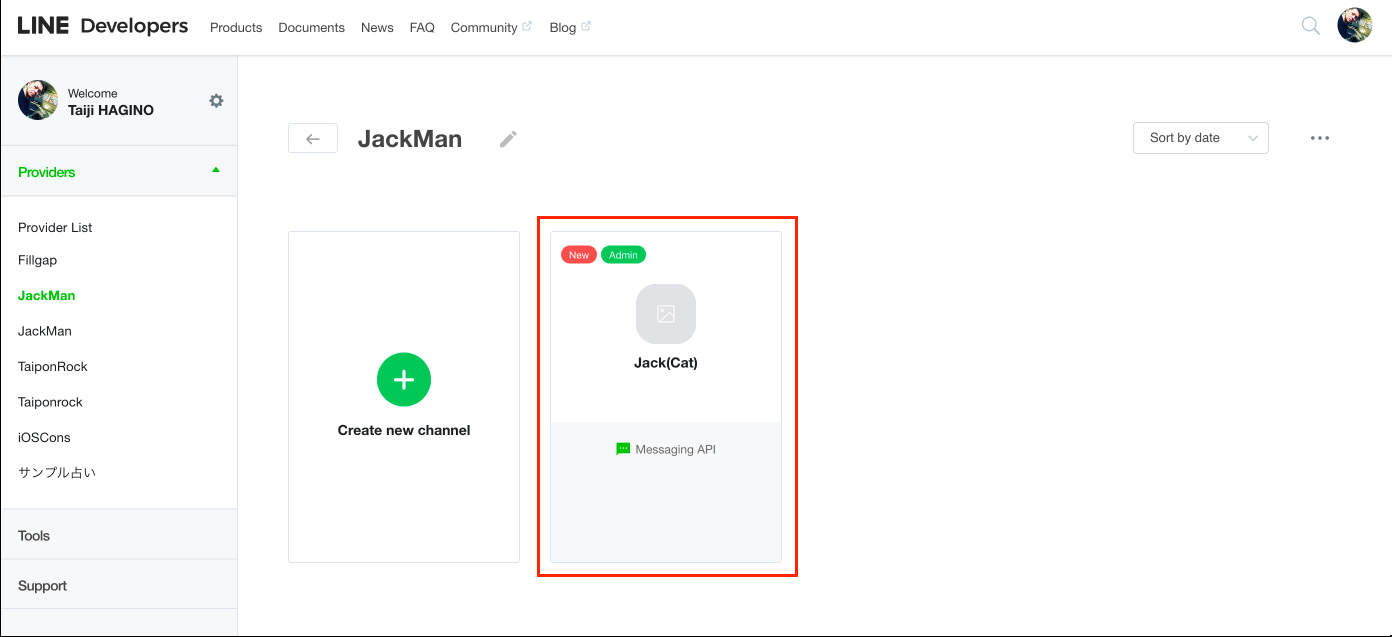 LINE Developers Products Documents News FAQ Community Blog
Welcome
Taiji HAGINO
Providers
Provider List
Fillgap
JackMan
JackMan
TaiponRock
Taiponrock
iOSCons
サンプル占い
Tools
Support
JackMan
Sort by date
Create new channel
New Admin
Jack(Cat)
Messaging API